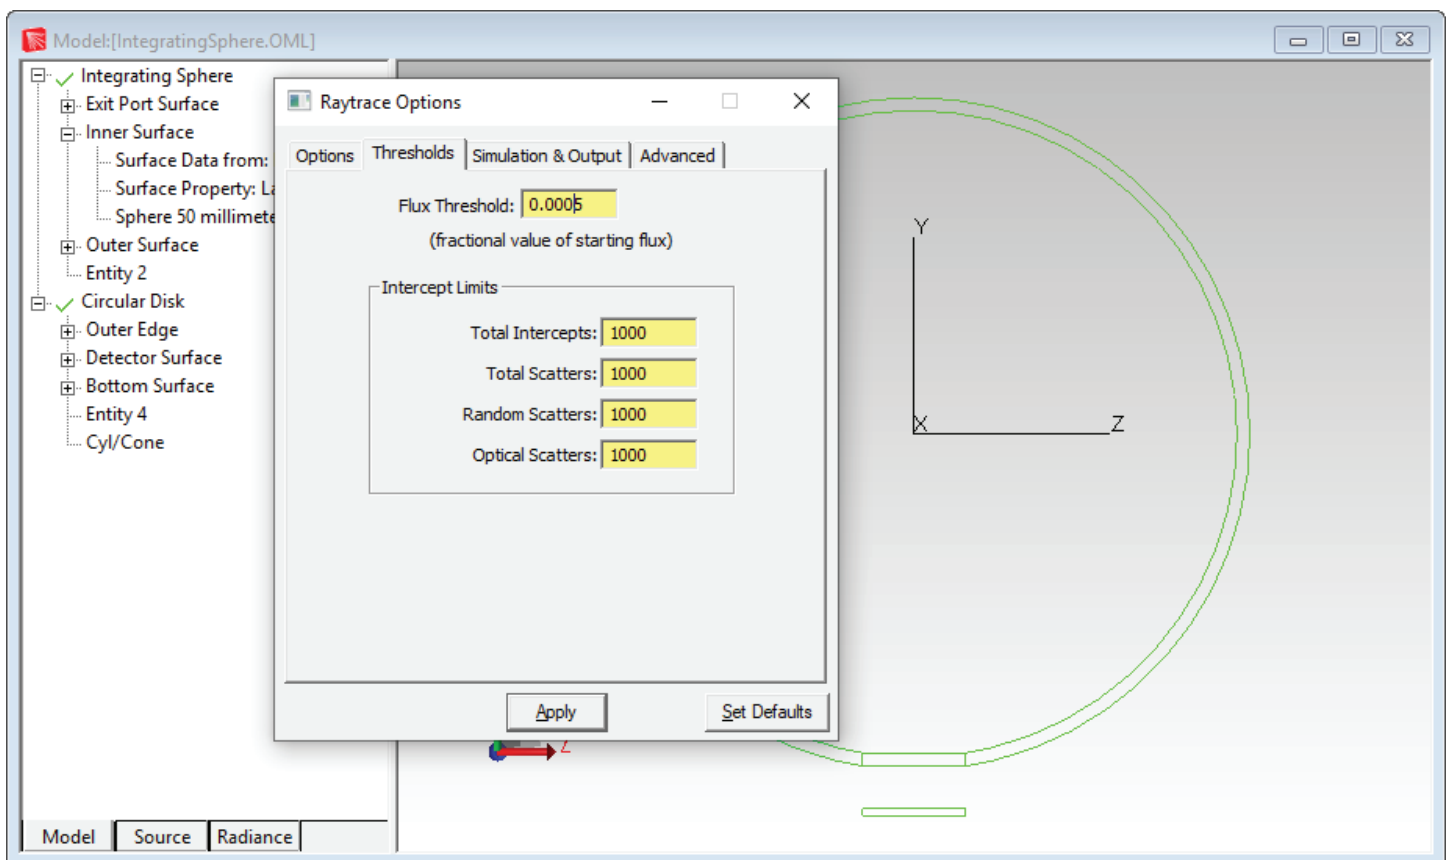 Model:[IntegratingSphere.OML]
Integrating Sphere
Exit Port Surface
Inner Surface
Surface Data from:
Surface Property: La
Sphere 50 millimete
Outer Surface
Entity 2
Circular Disk
Outer Edge
Detector Surface
Bottom Surface
Entity 4
Cyl/Cone
Model Source Radiance
Raytrace Options
Options Thresholds Simulation & Output Advanced
Flux Threshold: 0.0005
(fractional value of starting flux)
Intercept Limits
Total Intercepts: 1000
Total Scatters: 1000
Random Scatters: 1000
Optical Scatters: 1000
Apply Set Defaults
Y
X Z
Z